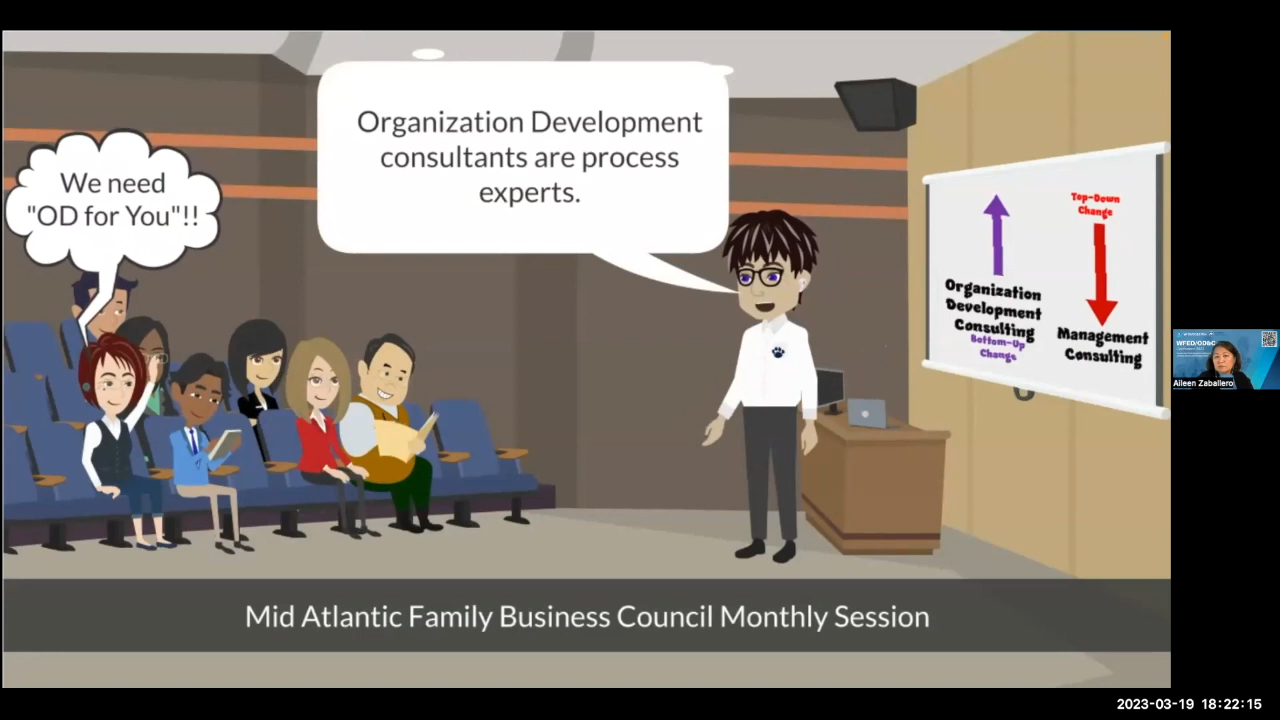 Organization Development
consultants are process
experts.
We need
"OD for You"!!
Top-Down
Change
Organization
Development
Consulting
Bottom-Up
Change
Management
Consulting
WFED/OD&C
Aileen Zaballero
Mid Atlantic Family Business Council Monthly Session
2023-03-19 18:22:15